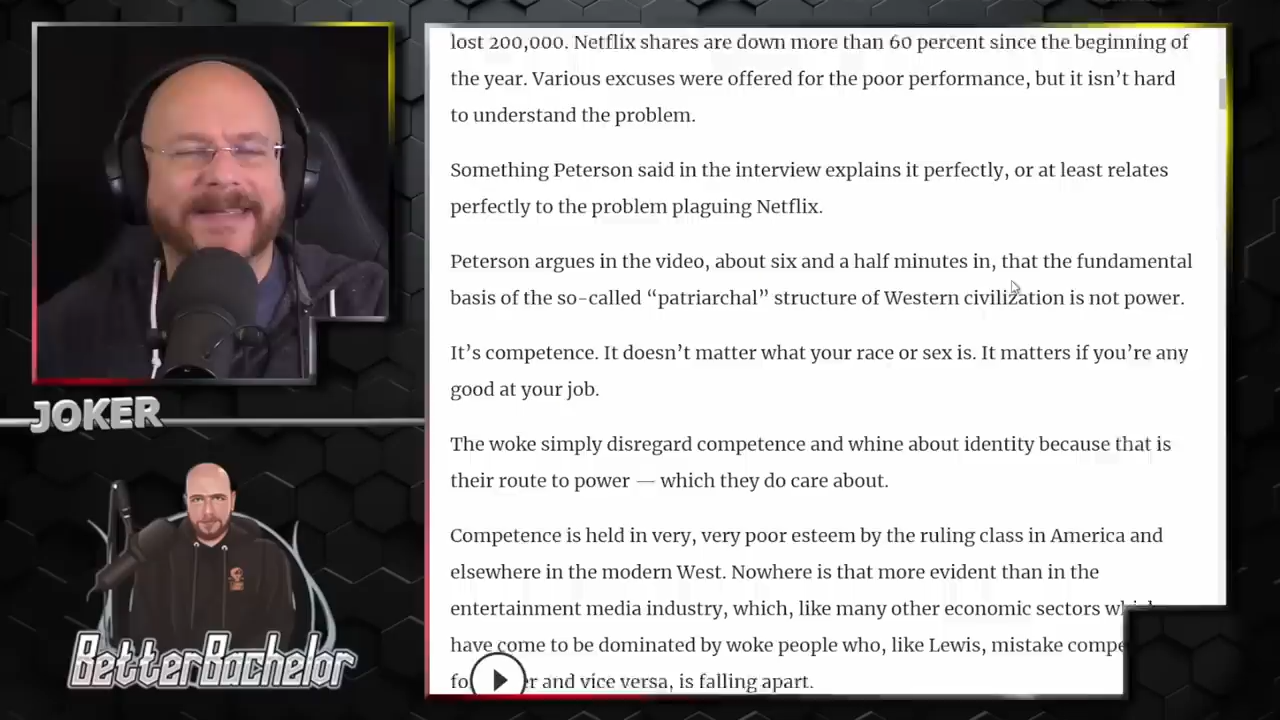 lost 200,000. Netflix shares are down more than 60 percent since the beginning of
the year. Various excuses were offered for the poor performance, but it isn’t hard
to understand the problem.
Something Peterson said in the interview explains it perfectly, or at least relates
perfectly to the problem plaguing Netflix.
Peterson argues in the video, about six and a half minutes in, that the fundamental
basis of the so-called “patriarchal” structure of Western civilization is not power.
It’s competence. It doesn’t matter what your race or sex is. It matters if you’re any
good at your job.
The woke simply disregard competence and whine about identity because that is
their route to power — which they do care about.
Competence is held in very, very poor esteem by the ruling class in America and
elsewhere in the modern West. Nowhere is that more evident than in the
entertainment media industry, which, like many other economic sectors
have come to be dominated by woke people who, like Lewis, mistake
and vice versa, is falling apart.
JOKER
BetterBachelor